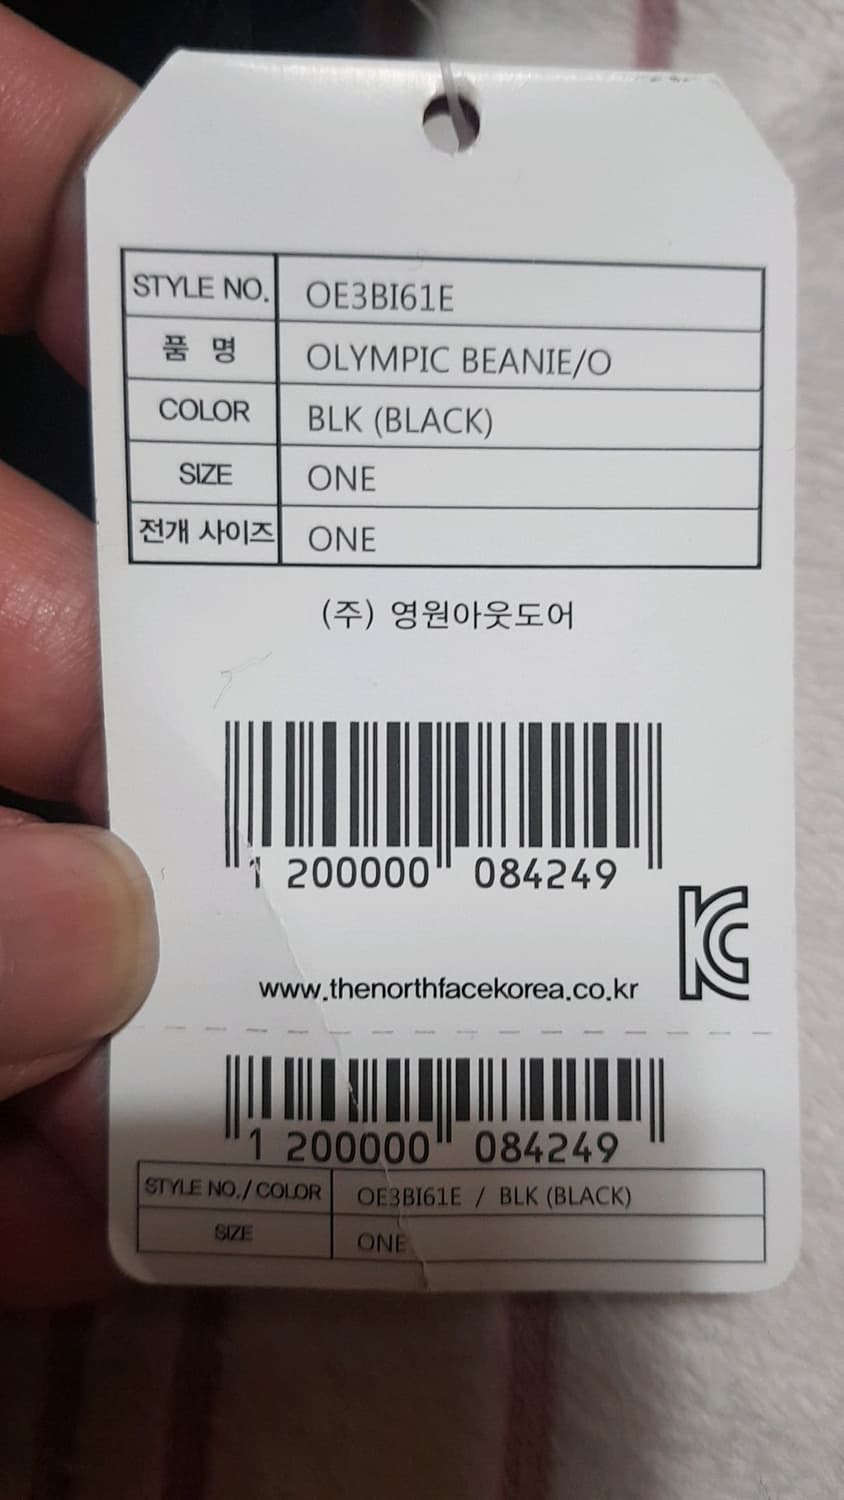 STYLE NO. OE3BI61E
품 명 OLYMPIC BEANIE/O
COLOR BLK (BLACK)
SIZE ONE
전개 사이즈 ONE
(주) 영원아웃도어
1 200000 084249
KC
www.thenorthfacekorea.co.kr
1 200000 084249
STYLE NO./COLOR OE3BI61E / BLK (BLACK)
SIZE ONE